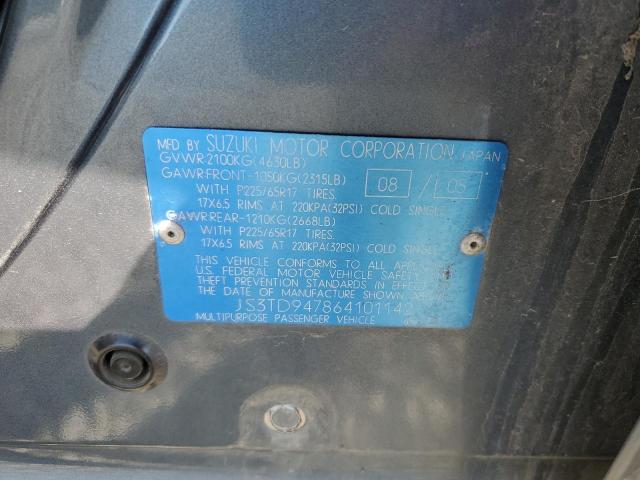 MFD BY SUZUKI MOTOR CORPORATION JAPAN
GVWR-2100KG(4630LB)
GAWR:FRONT-1050KG(2315LB) 08 / 05
WITH P225/65R17 TIRES.
17X6.5 RIMS AT 220KPA(32PSI) COLD SINGLE
GAWR:REAR-1210KG(2668LB)
WITH P225/65R17 TIRES.
17X6.5 RIMS AT 220KPA(32PSI) COLD SINGLE
THIS VEHICLE CONFORMS TO ALL
U.S. FEDERAL MOTOR VEHICLE SAFETY
THEFT PREVENTION STANDARDS IN EFFECT
DATE OF MANUFACTURE SHOWN
MULTIPURPOSE PASSENGER VEHICLE